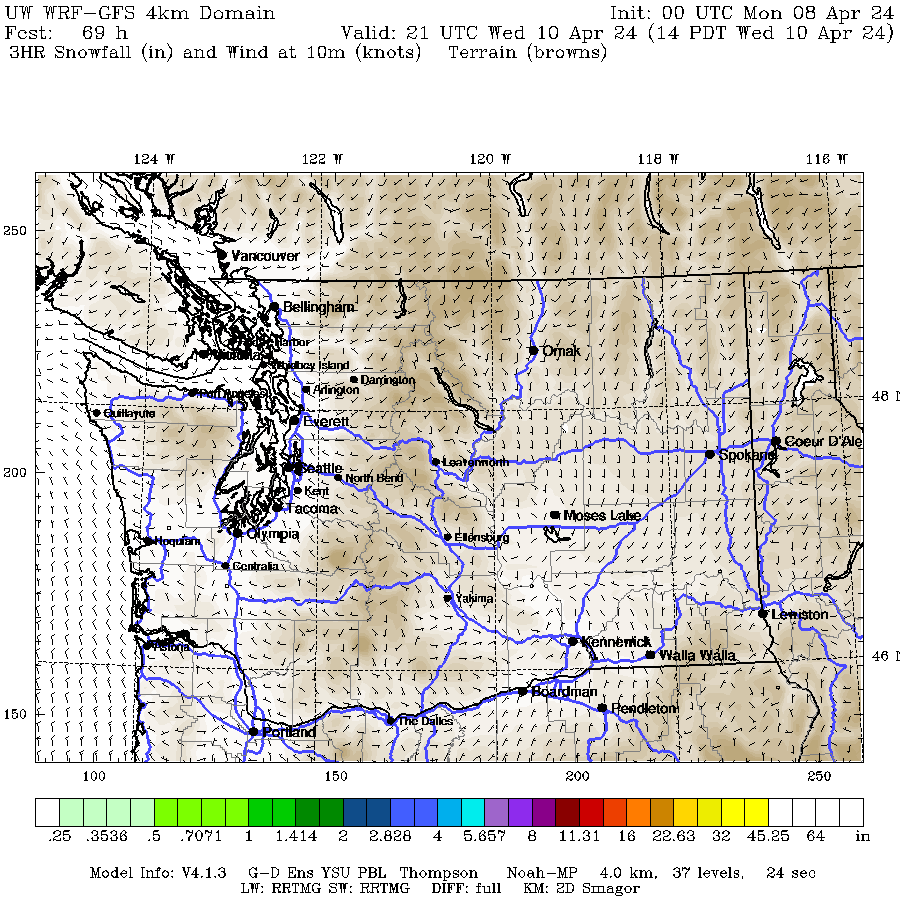 UW WRF-GFS 4km Domain Init: 00 UTC Mon 08 Apr 24
Fcst: 69 h Valid: 21 UTC Wed 10 Apr 24 (14 PDT Wed 10 Apr 24)
3HR Snowfall (in) and Wind at 10m (knots) Terrain (browns)
124 W 122 W 120 W 118 W 116 W
250
Vancouver
Bellingham
Harbor
Victoria
Whidbey Island
Omak
Darrington
Port Angeles
Arlington
48 N
Quillayute
Everett
Coeur D'Ale
Spokane
Leavenworth
200
Seattle
North Bend
Kent
Tacoma
Moses Lake
Olympia
Hoquiam
Ellensburg
Centralia
Yakima
Lewiston
Kennewick
Astoria
Walla Walla
46 N
Boardman
Pendleton
150
The Dalles
Portland
100 150 200 250
.25 .3536 .5 .7071 1 1.414 2 2.828 4 5.657 8 11.31 16 22.63 32 45.25 64 in
Model Info: V4.1.3 G-D Ens YSU PBL Thompson Noah-MP 4.0 km, 37 levels, 24 sec
LW: RRTMG SW: RRTMG DIFF: full KM: 2D Smagor